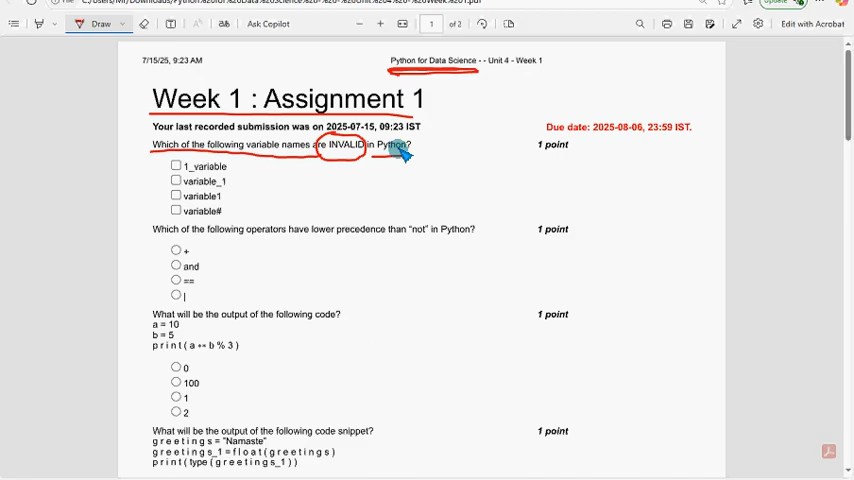 Draw
Ask Copilot
1
of 2
Edit with Acrobat
7/15/25, 9:23 AM
Python for Data Science - - Unit 4 - Week 1
Week 1 : Assignment 1
Your last recorded submission was on 2025-07-15, 09:23 IST
Due date: 2025-08-06, 23:59 IST.
Which of the following variable names are INVALID in Python?
1 point
1_variable
variable_1
variable1
variable#
Which of the following operators have lower precedence than “not” in Python?
1 point
+
and
==
|
What will be the output of the following code?
1 point
a = 10
b = 5
print( a ** b % 3 )
0
100
1
2
What will be the output of the following code snippet?
1 point
greetings = "Namaste"
greetings_1 = float( greetings )
print( type ( greetings_1 ) )